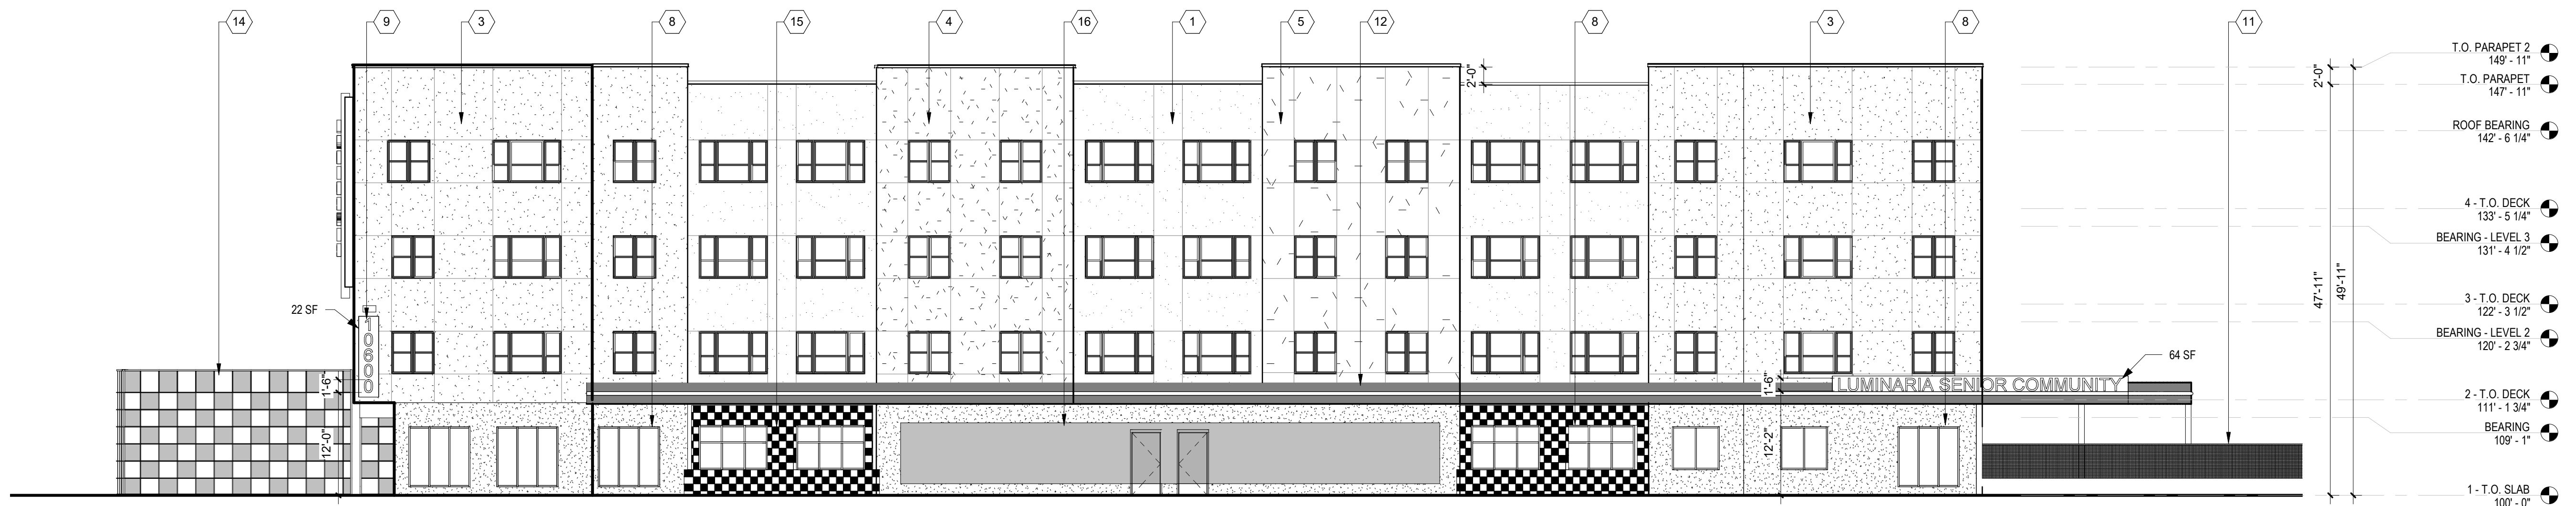 14
9
3
8
15
4
16
1
5
12
8
3
8
11
T.O. PARAPET 2
149' - 11"
T.O. PARAPET
147' - 11"
ROOF BEARING
142' - 6 1/4"
4 - T.O. DECK
133' - 5 1/4"
BEARING - LEVEL 3
131' - 4 1/2"
3 - T.O. DECK
122' - 3 1/2"
BEARING - LEVEL 2
120' - 2 3/4"
2 - T.O. DECK
111' - 1 3/4"
BEARING
109' - 1"
1 - T.O. SLAB
100' - 0"
2'-0"
2'-0"
47'-11"
49'-11"
22 SF
10600
1'-6"
12'-0"
1'-6"
12'-2"
LUMINARIA SENIOR COMMUNITY
64 SF